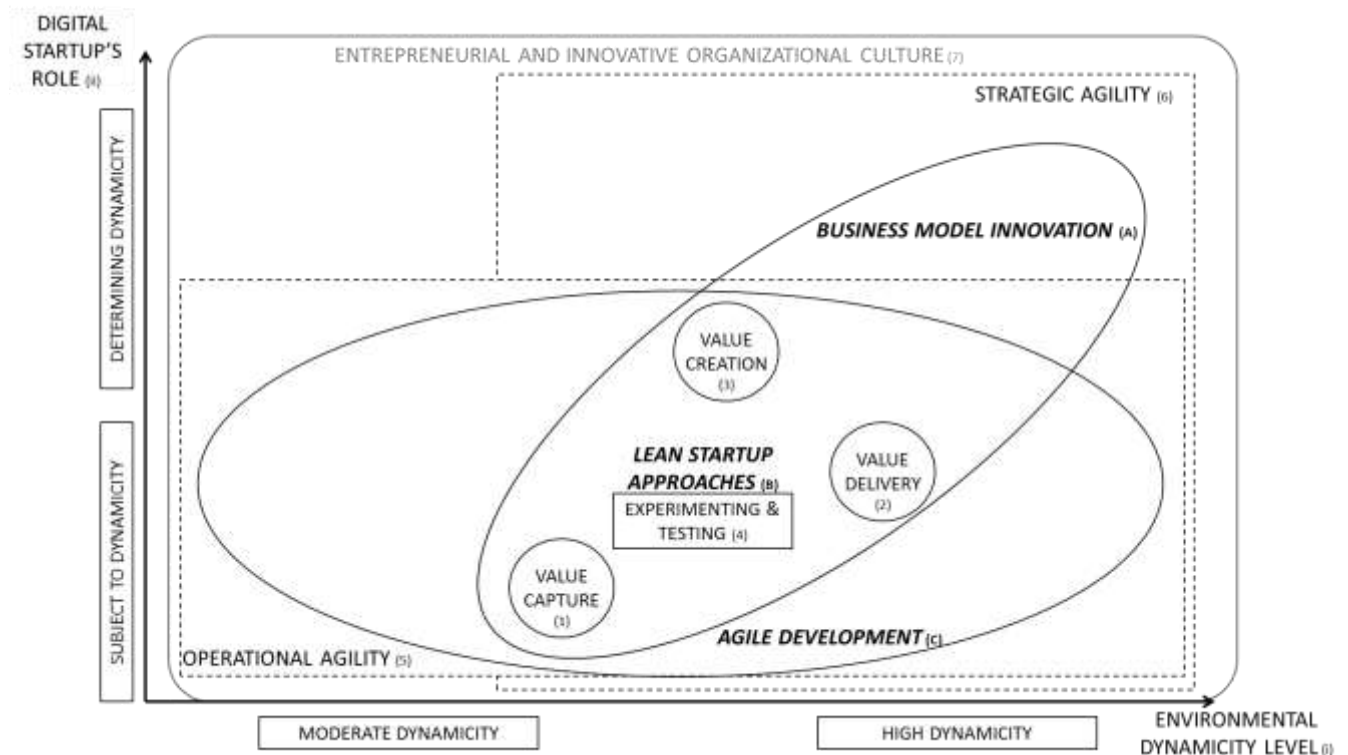 DIGITAL
STARTUP'S
ROLE (ii)
ENTREPRENEURIAL AND INNOVATIVE ORGANIZATIONAL CULTURE (7)
STRATEGIC AGILITY (6)
DETERMINING DYNAMICITY
BUSINESS MODEL INNOVATION (A)
VALUE
CREATION
(3)
LEAN STARTUP
APPROACHES (B)
EXPERIMENTING &
TESTING (4)
VALUE
DELIVERY
(2)
SUBJECT TO DYNAMICITY
VALUE
CAPTURE
(1)
AGILE DEVELOPMENT (C)
OPERATIONAL AGILITY (5)
MODERATE DYNAMICITY
HIGH DYNAMICITY
ENVIRONMENTAL
DYNAMICITY LEVEL (i)